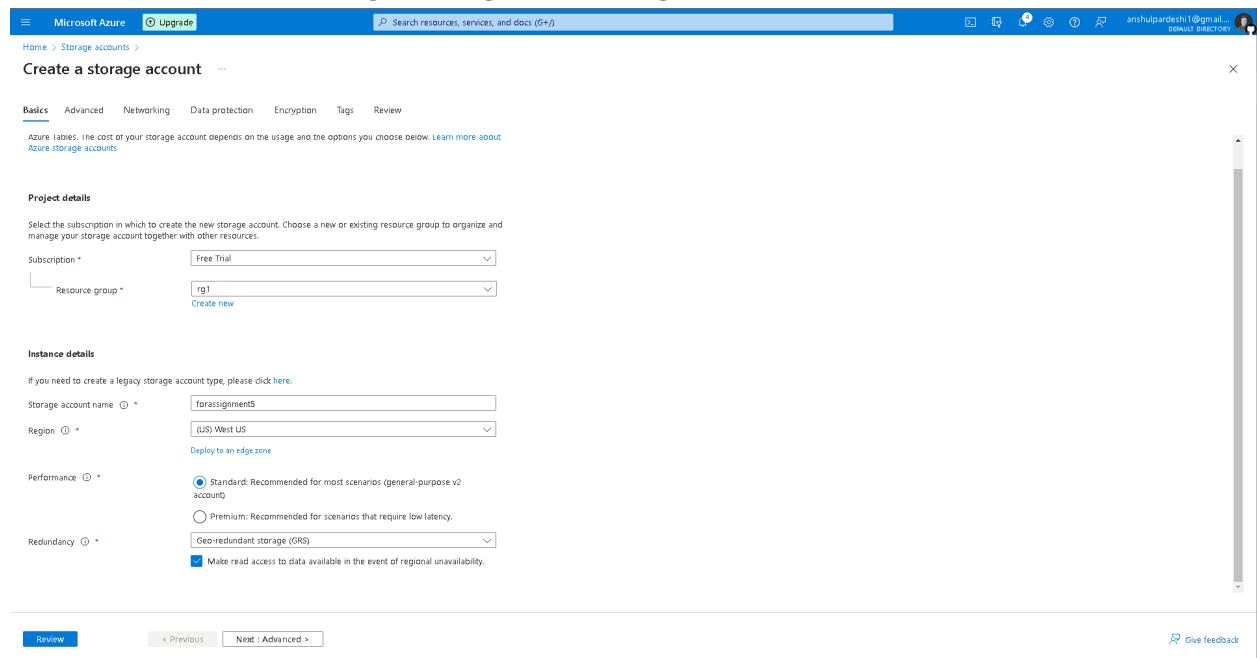 Microsoft Azure
Upgrade
Search resources, services, and docs (G+/)
4
anshulpardeshi1@gmail....
DEFAULT DIRECTORY
Home > Storage accounts >
Create a storage account ...
Basics Advanced Networking Data protection Encryption Tags Review
Azure Tables. The cost of your storage account depends on the usage and the options you choose below. Learn more about
Azure storage accounts
Project details
Select the subscription in which to create the new storage account. Choose a new or existing resource group to organize and
manage your storage account together with other resources.
Subscription *
Free Trial
Resource group *
rg1
Create new
Instance details
If you need to create a legacy storage account type, please click here.
Storage account name *
forassignment5
Region *
(US) West US
Deploy to an edge zone
Performance *
Standard: Recommended for most scenarios (general-purpose v2
account)
Premium: Recommended for scenarios that require low latency.
Redundancy *
Geo-redundant storage (GRS)
Make read access to data available in the event of regional unavailability.
Review
< Previous
Next : Advanced >
Give feedback